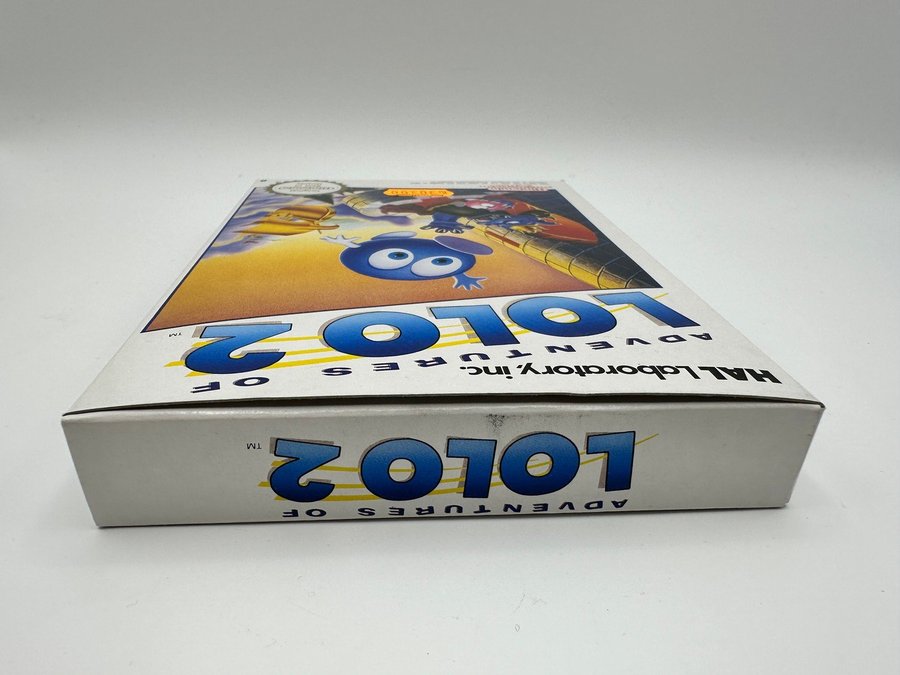 HAL Laboratory, inc.
ADVENTURES OF
LOLO 2
TM
ADVENTURES OF
LOLO 2
TM